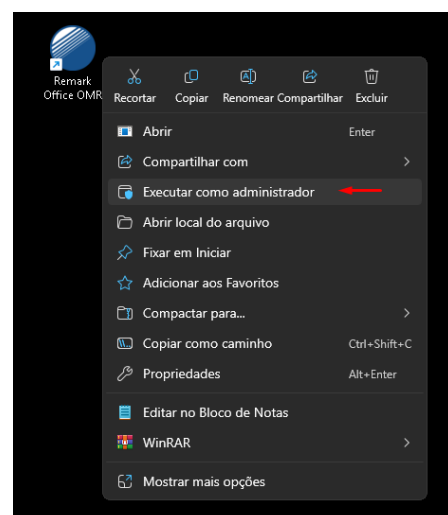 Remark
Office OMR
Recortar Copiar Renomear Compartilhar Excluir
Abrir Enter
Compartilhar com
Executar como administrador
Abrir local do arquivo
Fixar em Iniciar
Adicionar aos Favoritos
Compactar para...
Copiar como caminho Ctrl+Shift+C
Propriedades Alt+Enter
Editar no Bloco de Notas
WinRAR
Mostrar mais opções